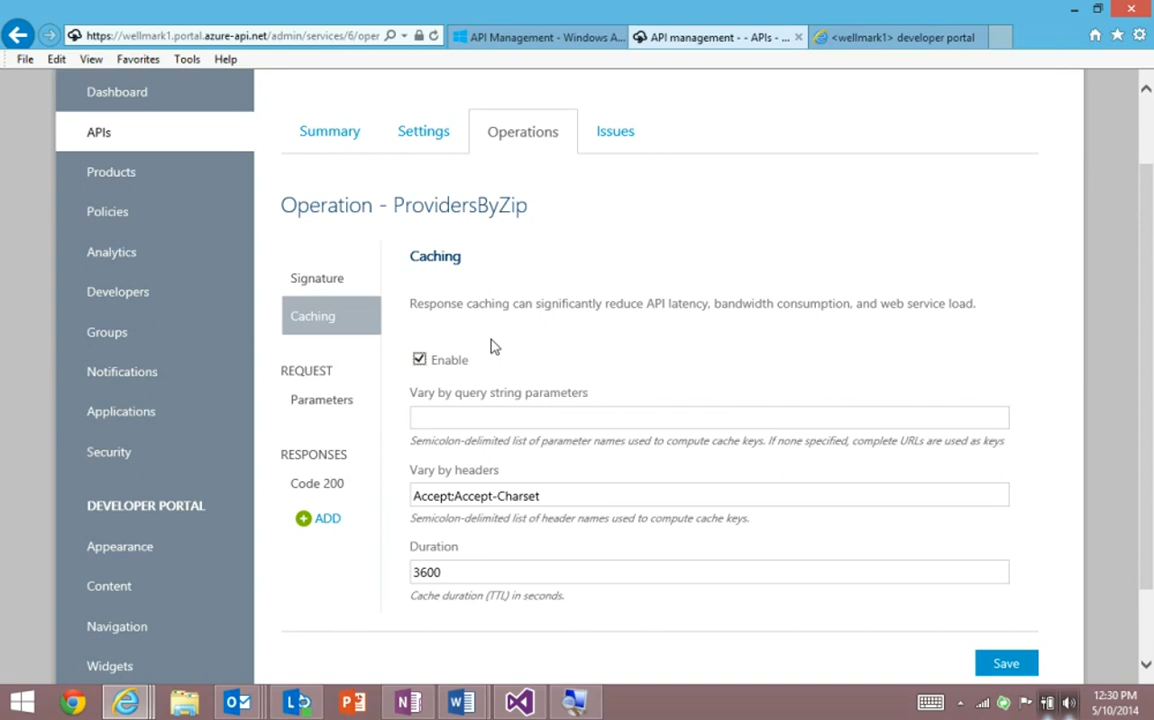 https://wellmark1.portal.azure-api.net/admin/services/6/oper
API Management - Windows A...
API management - - APIs - ...
<wellmark1> developer portal
File Edit View Favorites Tools Help
Dashboard
APIs
Products
Policies
Analytics
Developers
Groups
Notifications
Applications
Security
DEVELOPER PORTAL
Appearance
Content
Navigation
Widgets
Summary Settings Operations Issues
Operation - ProvidersByZip
Signature
Caching
REQUEST
Parameters
RESPONSES
Code 200
ADD
Caching
Response caching can significantly reduce API latency, bandwidth consumption, and web service load.
Enable
Vary by query string parameters
Semicolon-delimited list of parameter names used to compute cache keys. If none specified, complete URLs are used as keys
Vary by headers
Accept;Accept-Charset
Semicolon-delimited list of header names used to compute cache keys.
Duration
3600
Cache duration (TTL) in seconds.
Save
12:30 PM
5/10/2014